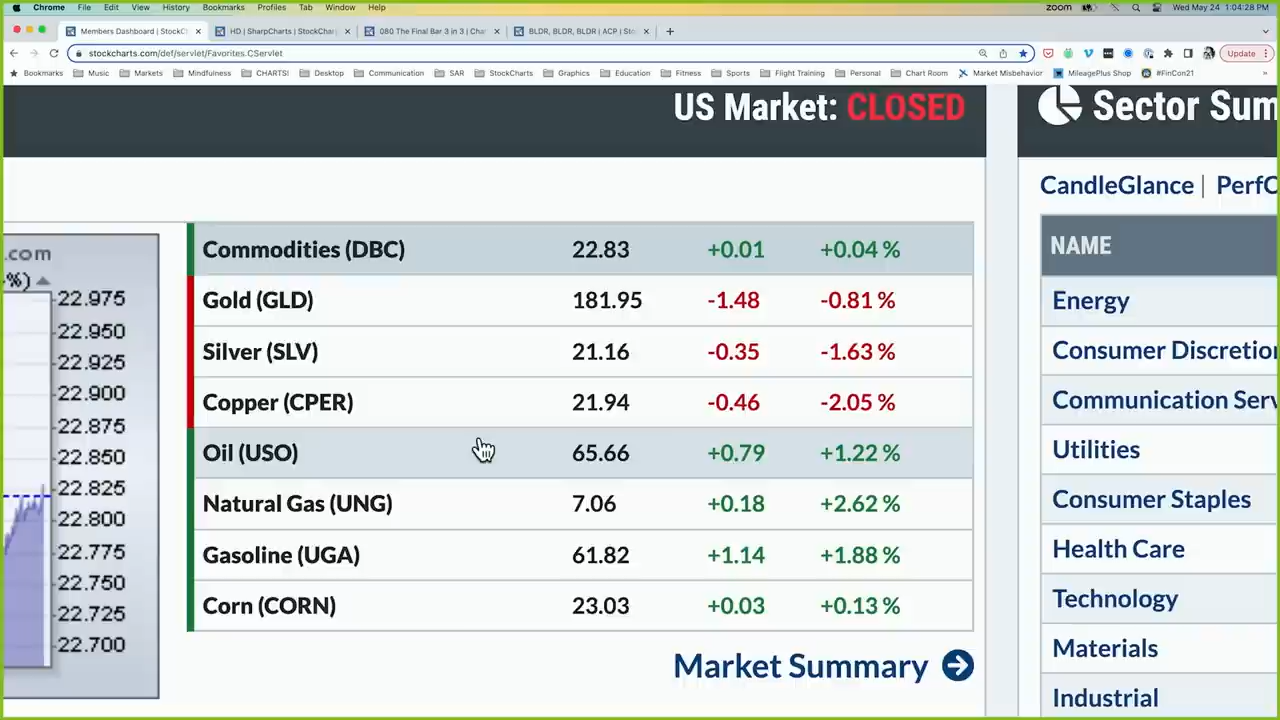 Chrome File Edit View History Bookmarks Profiles Tab Window Help zoom Wed May 24 1:04:28 PM
Members Dashboard | StockC HD | SharpCharts | StockChar 080 The Final Bar 3 in 3 | Char BLDR, BLDR, BLDR | ACP | Sto
stockcharts.com/def/servlet/Favorites.CServlet Update
Bookmarks Music Markets Mindfulness CHARTS! Desktop Communication SAR StockCharts Graphics Education Fitness Sports Flight Training Personal Chart Room Market Misbehavior MileagePlus Shop #FinCon21 »
US Market: CLOSED
Sector Sum
CandleGlance | PerfC
.com
%)
22.975
22.950
22.925
22.900
22.875
22.850
22.825
22.800
22.775
22.750
22.725
22.700
Commodities (DBC) 22.83 +0.01 +0.04 %
Gold (GLD) 181.95 -1.48 -0.81 %
Silver (SLV) 21.16 -0.35 -1.63 %
Copper (CPER) 21.94 -0.46 -2.05 %
Oil (USO) 65.66 +0.79 +1.22 %
Natural Gas (UNG) 7.06 +0.18 +2.62 %
Gasoline (UGA) 61.82 +1.14 +1.88 %
Corn (CORN) 23.03 +0.03 +0.13 %
Market Summary
NAME
Energy
Consumer Discretion
Communication Serv
Utilities
Consumer Staples
Health Care
Technology
Materials
Industrial